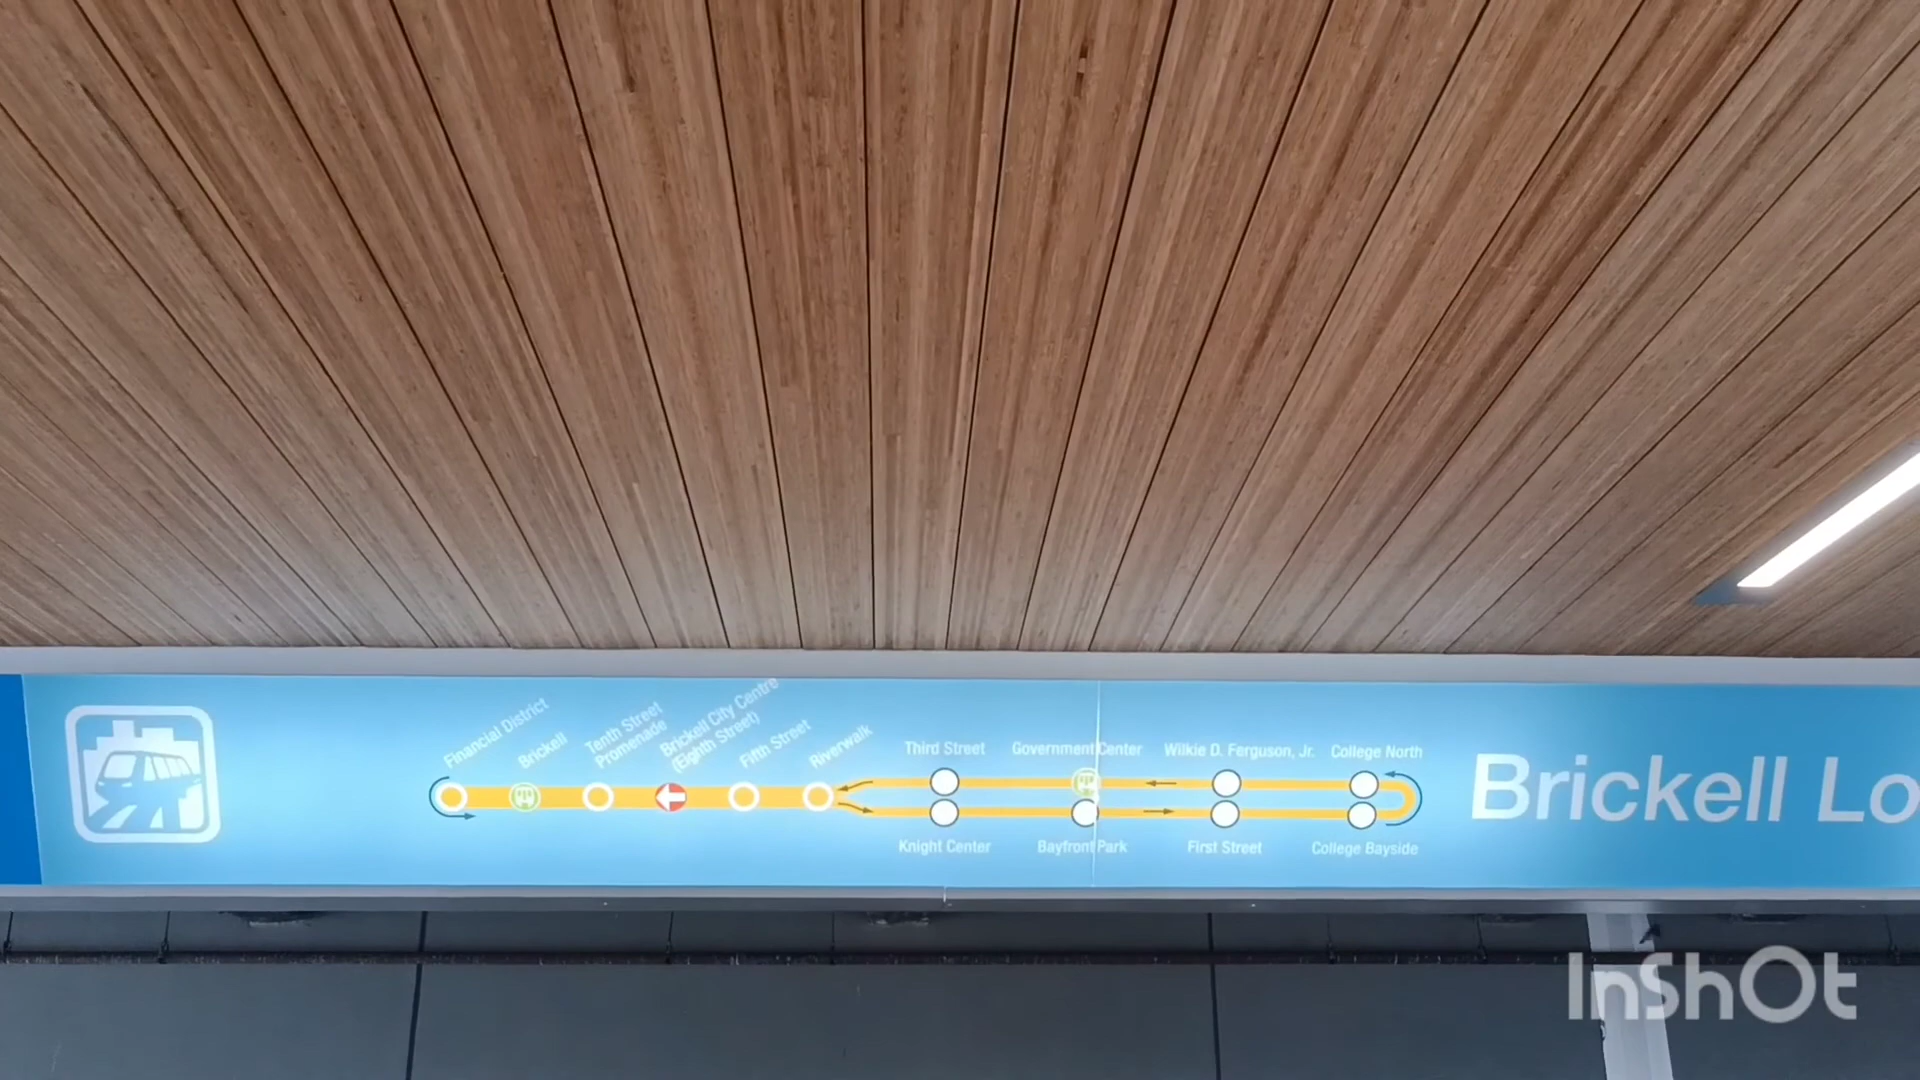 Financial District
Brickell
Tenth Street
Promenade
Brickell City Centre
(Eighth Street)
Fifth Street
Riverwalk
Third Street
Government Center
Wilkie D. Ferguson, Jr.
College North
Knight Center
Bayfront Park
First Street
College Bayside
Brickell Lo
InShOt